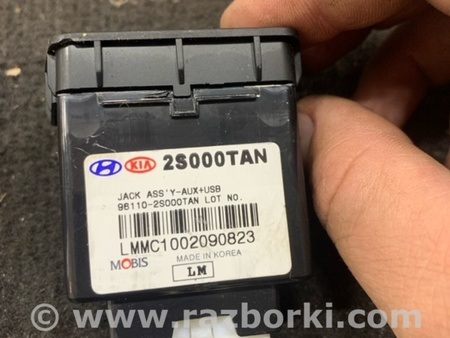 KIA 2S000TAN
JACK ASS'Y-AUX+USB
96110-2S000TAN LOT NO.
LMMC1002090823
MOBIS MADE IN KOREA
LM
© www.razborki.com